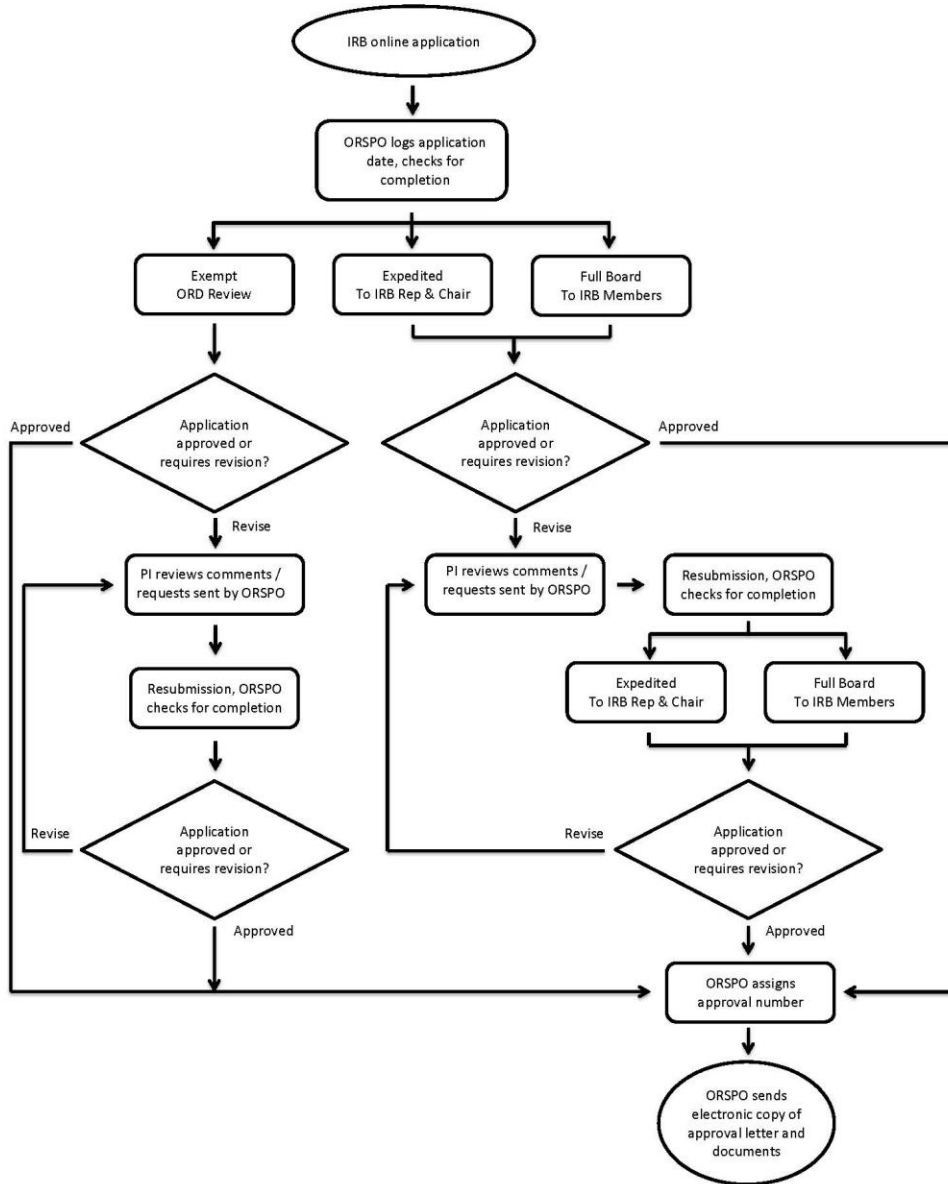 IRB online application
ORSPO logs application
date, checks for
completion
Exempt
ORD Review
Expedited
To IRB Rep & Chair
Full Board
To IRB Members
Approved
Application
approved or
requires revision?
Application
approved or
requires revision?
Approved
Revise
Revise
PI reviews comments /
requests sent by ORSPO
PI reviews comments /
requests sent by ORSPO
Resubmission, ORSPO
checks for completion
Resubmission, ORSPO
checks for completion
Expedited
To IRB Rep & Chair
Full Board
To IRB Members
Revise
Application
approved or
requires revision?
Revise
Application
approved or
requires revision?
Approved
Approved
ORSPO assigns
approval number
ORSPO sends
electronic copy of
approval letter and
documents